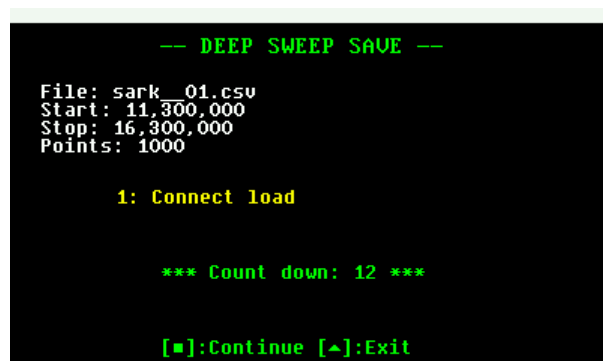 -- DEEP SWEEP SAVE --
File: sark__01.csv
Start: 11,300,000
Stop: 16,300,000
Points: 1000
1: Connect load
*** Count down: 12 ***
[■]:Continue [▲]:Exit